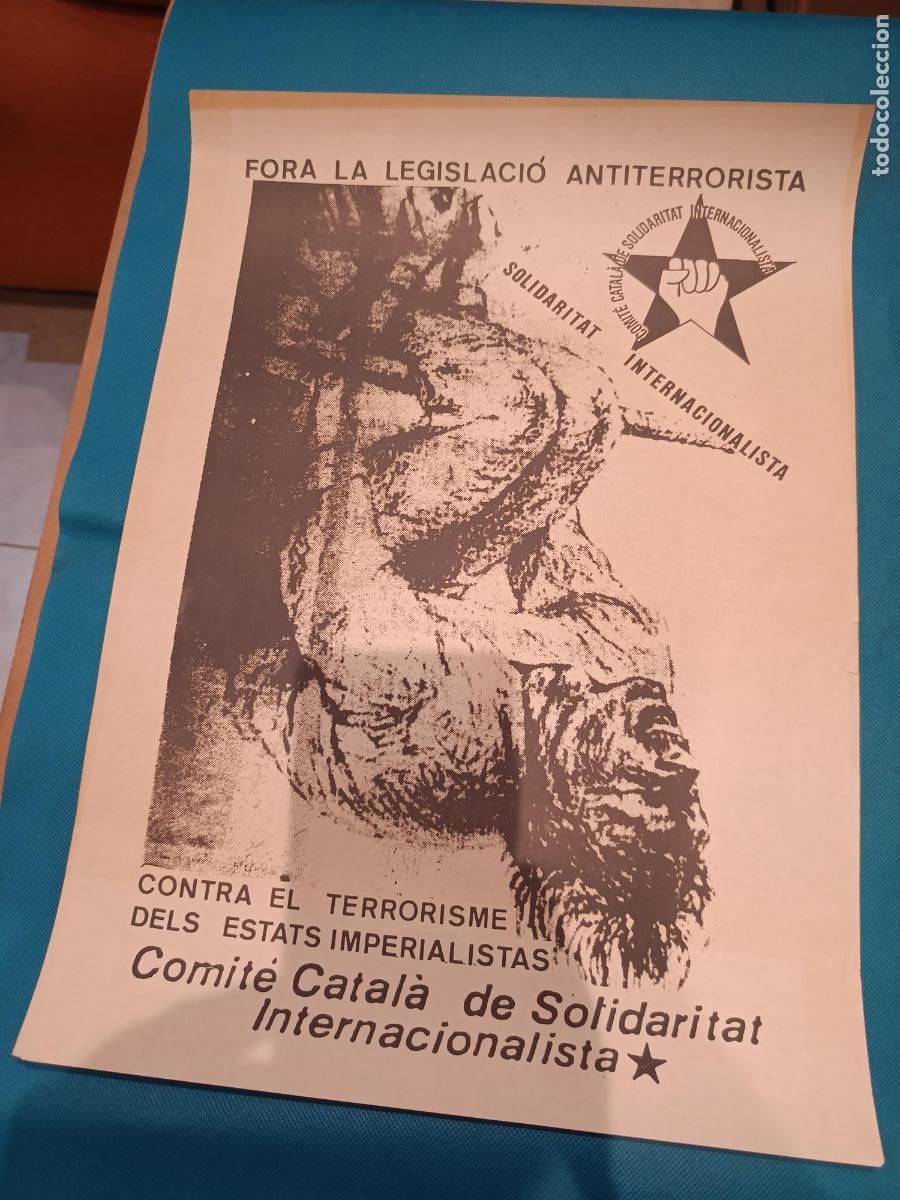 FORA LA LEGISLACIÓ ANTITERRORISTA
COMITÈ CATALÀ DE SOLIDARITAT INTERNACIONALISTA
SOLIDARITAT INTERNACIONALISTA
CONTRA EL TERRORISME
DELS ESTATS IMPERIALISTAS
Comité Català de Solidaritat
Internacionalista
todocoleccion